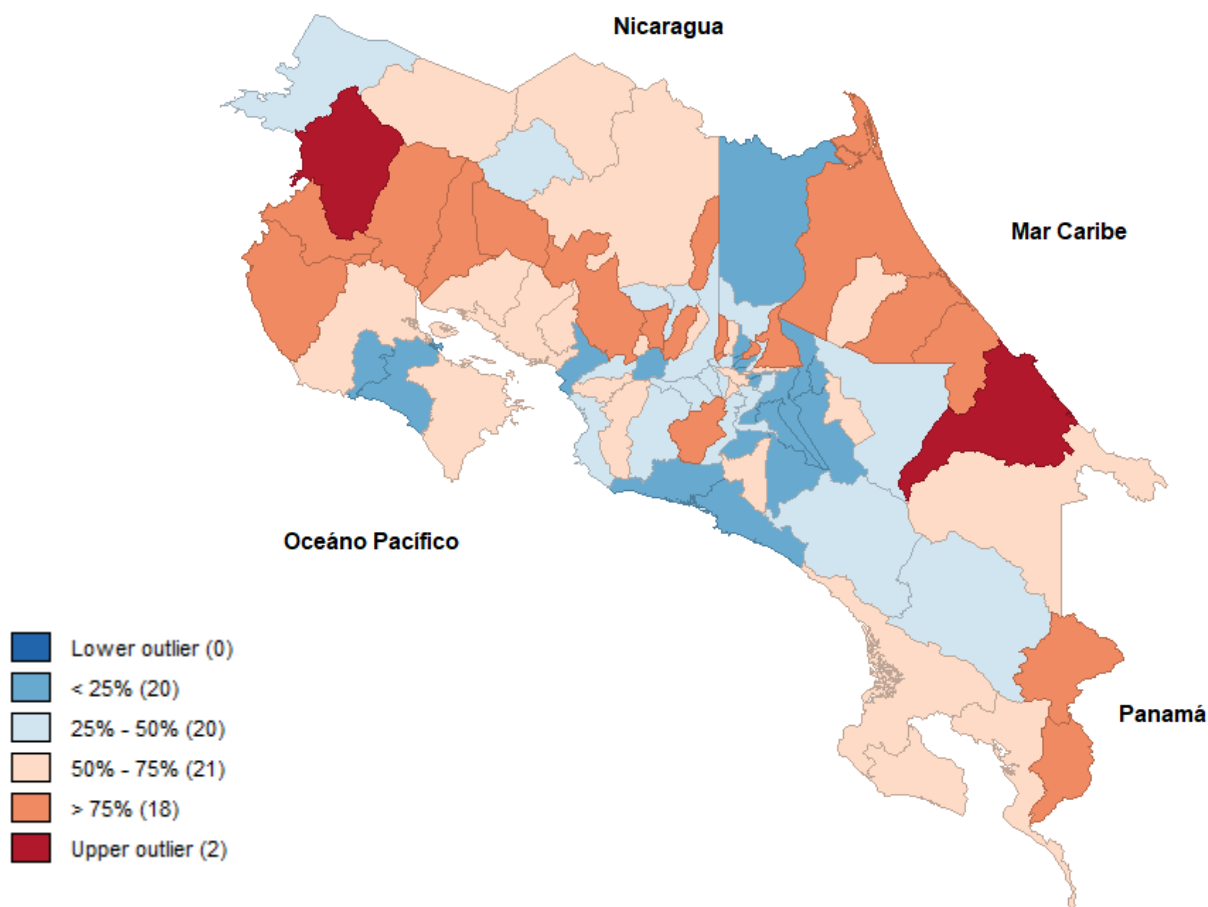 Nicaragua
Mar Caribe
Oceáno Pacífico
Panamá
Lower outlier (0)
< 25% (20)
25% - 50% (20)
50% - 75% (21)
> 75% (18)
Upper outlier (2)